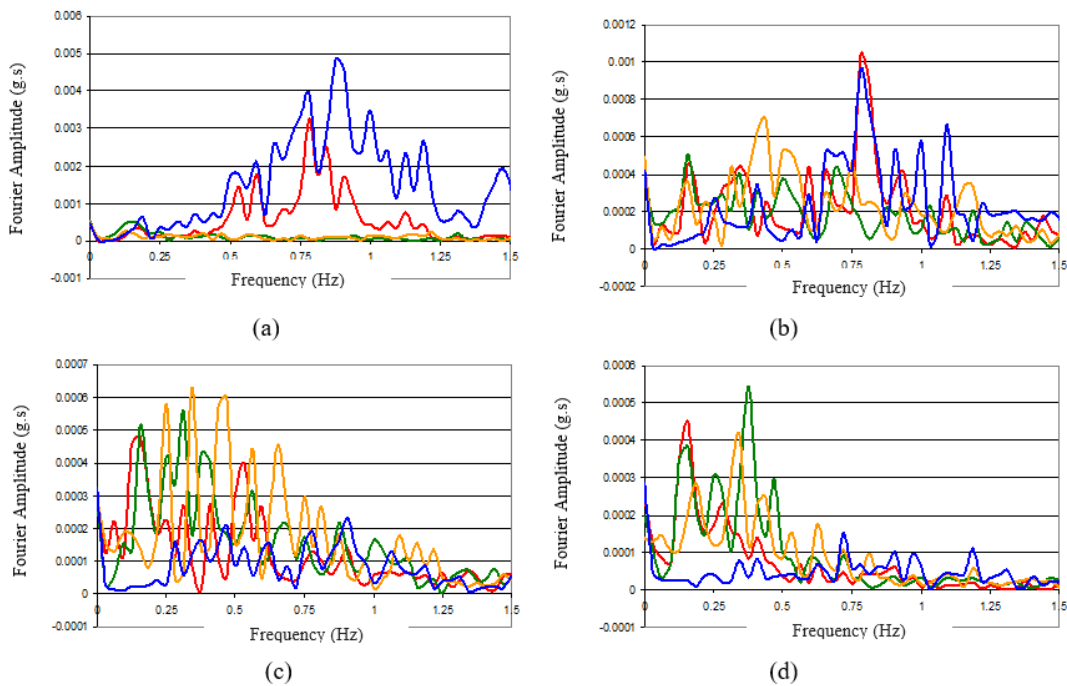 0.006
0.005
0.004
0.003
0.002
0.001
0
-0.001
Fourier Amplitude (g.s)
0 0.25 0.5 0.75 1 1.25 1.5
Frequency (Hz)
(a)
0.0012
0.001
0.0008
0.0006
0.0004
0.0002
0
-0.0002
Fourier Amplitude (g.s)
0 0.25 0.5 0.75 1 1.25 1.5
Frequency (Hz)
(b)
0.0007
0.0006
0.0005
0.0004
0.0003
0.0002
0.0001
0
-0.0001
Fourier Amplitude (g.s)
0 0.25 0.5 0.75 1 1.25 1.5
Frequency (Hz)
(c)
0.0006
0.0005
0.0004
0.0003
0.0002
0.0001
0
-0.0001
Fourier Amplitude (g.s)
0 0.25 0.5 0.75 1 1.25 1.5
Frequency (Hz)
(d)